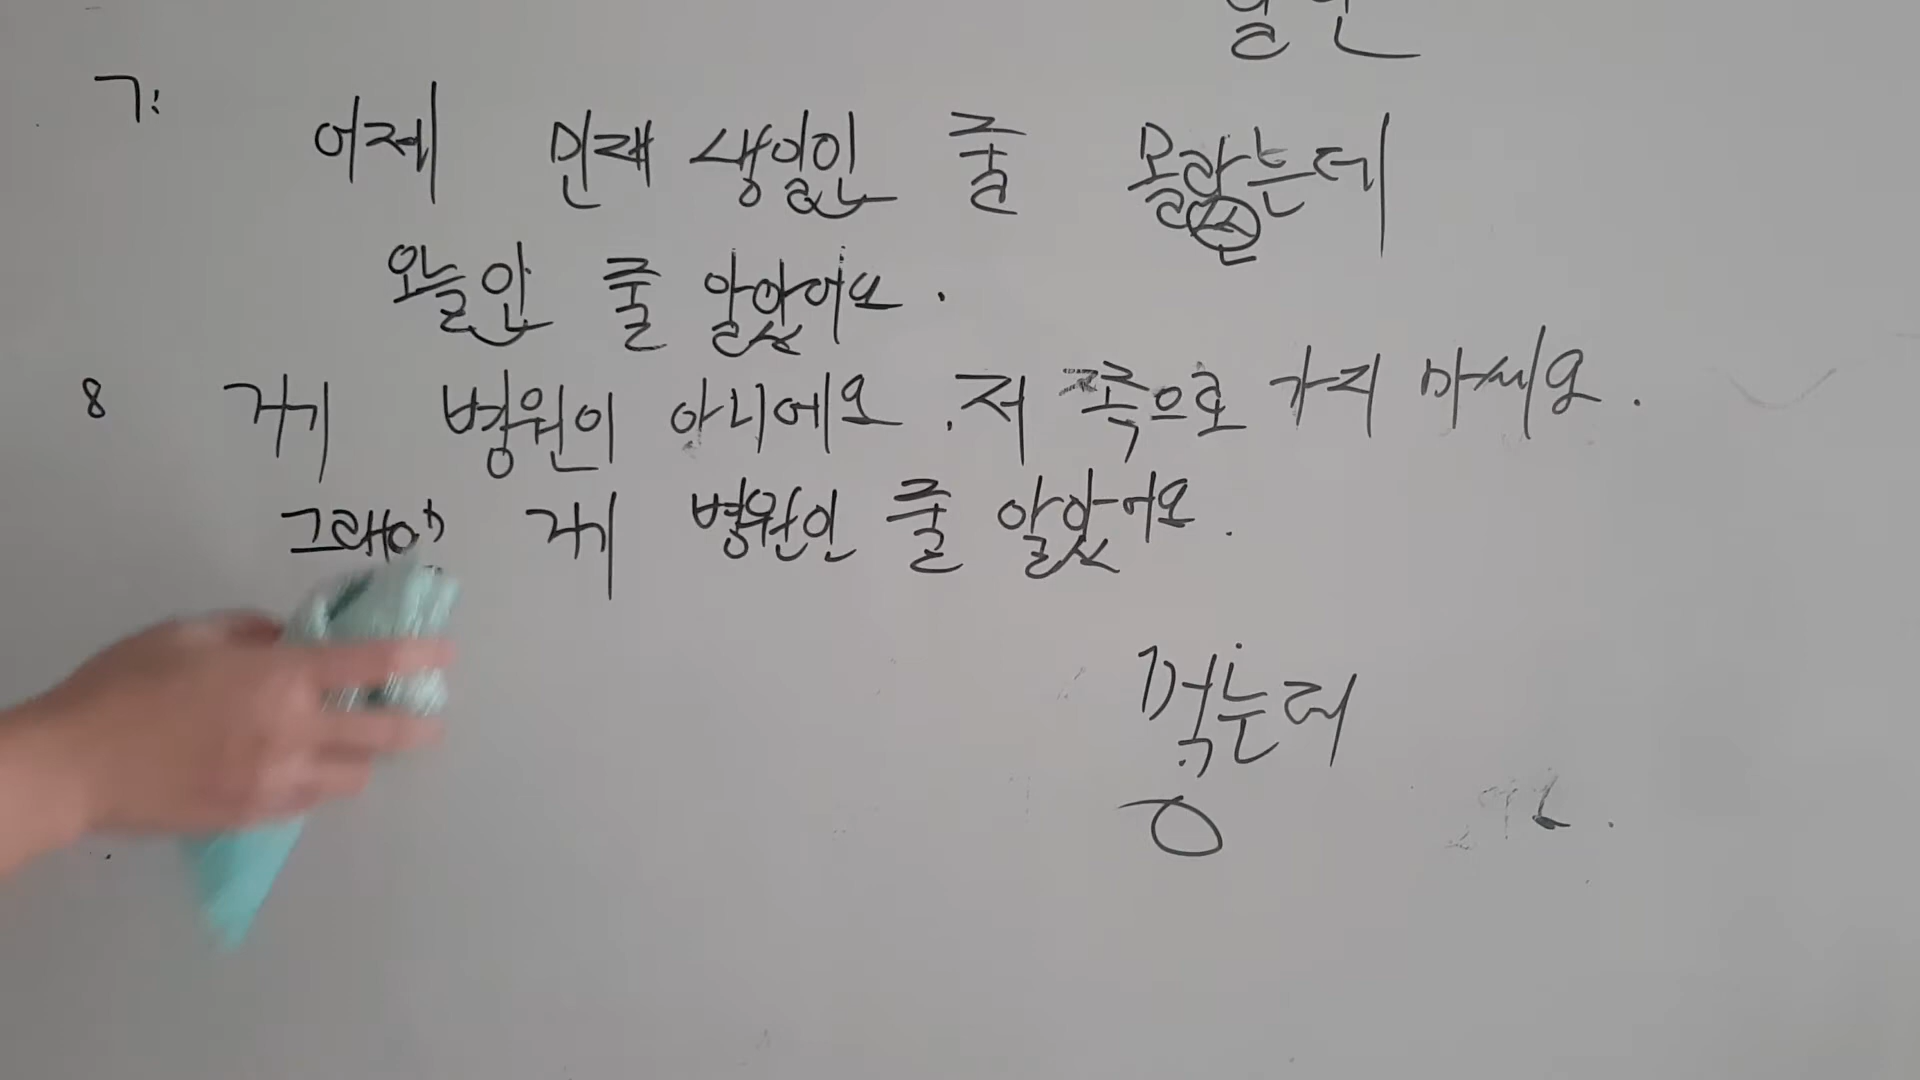 7:
어제 민재 생일인 줄 몰랐는데
오늘인 줄 알았어요.
8 거기 병원이 아니에요. 저 쪽으로 가지 마세요.
그래요 거기 병원인 줄 알았어요.
먹는데